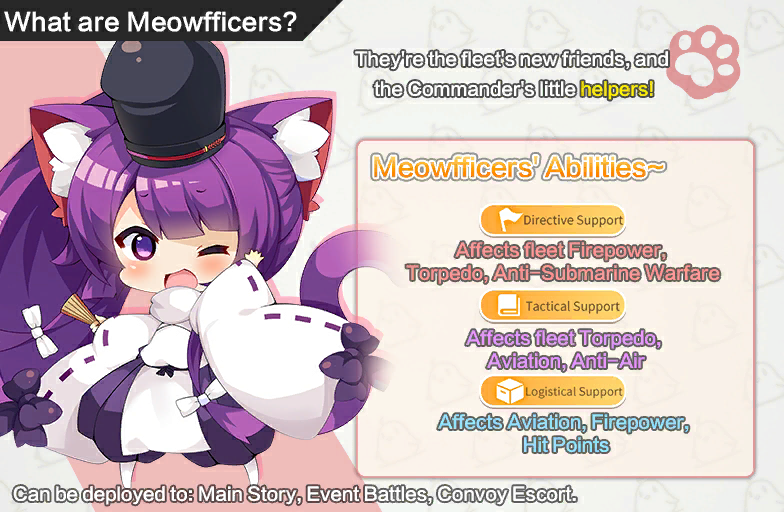 What are Meowfficers?
They're the fleet's new friends, and
the Commander's little helpers!
Meowfficers' Abilities~
Directive Support
Affects fleet Firepower,
Torpedo, Anti-Submarine Warfare
Tactical Support
Affects fleet Torpedo,
Aviation, Anti-Air
Logistical Support
Affects Aviation, Firepower,
Hit Points
Can be deployed to: Main Story, Event Battles, Convoy Escort.